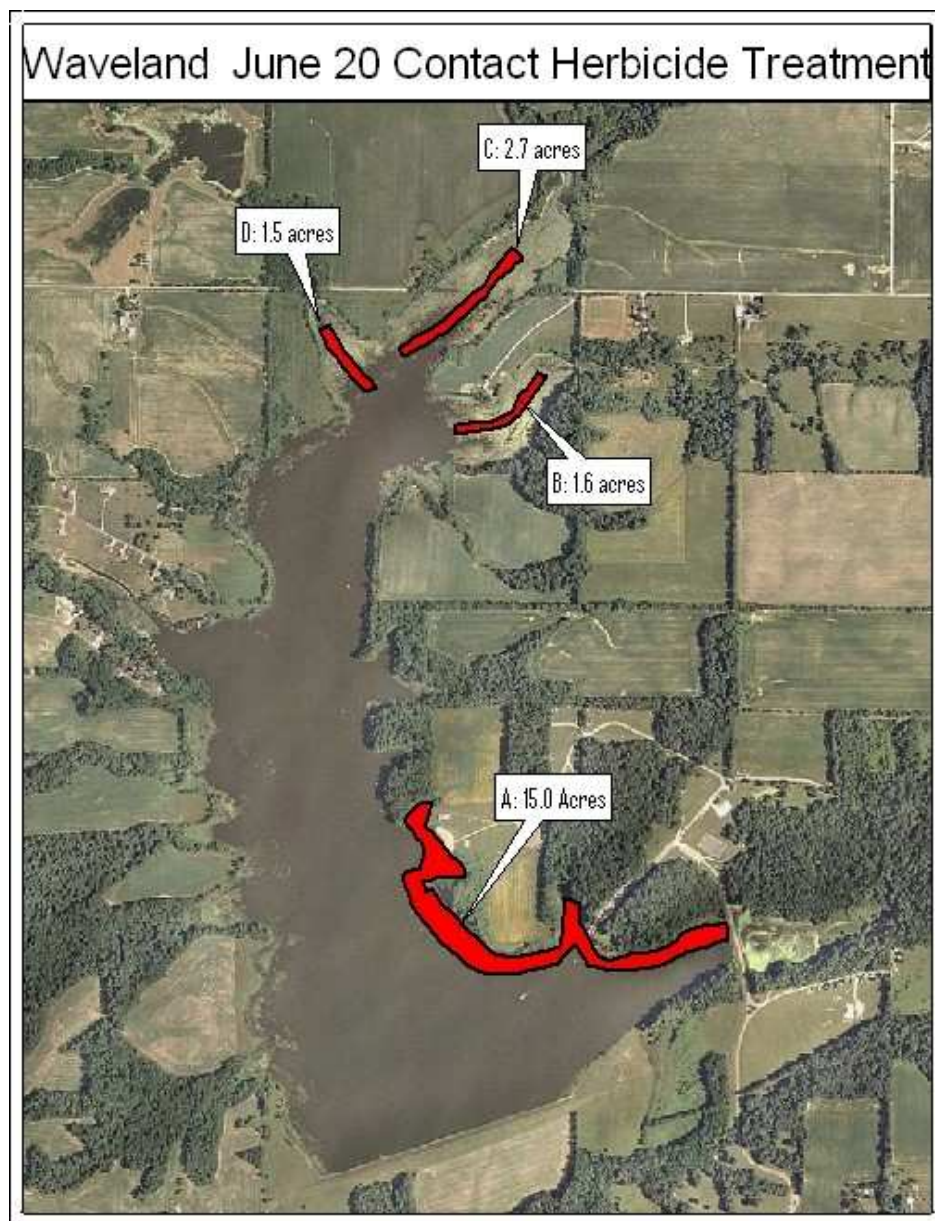 Waveland June 20 Contact Herbicide Treatment
C: 2.7 acres
D: 1.5 acres
B: 1.6 acres
A: 15.0 Acres